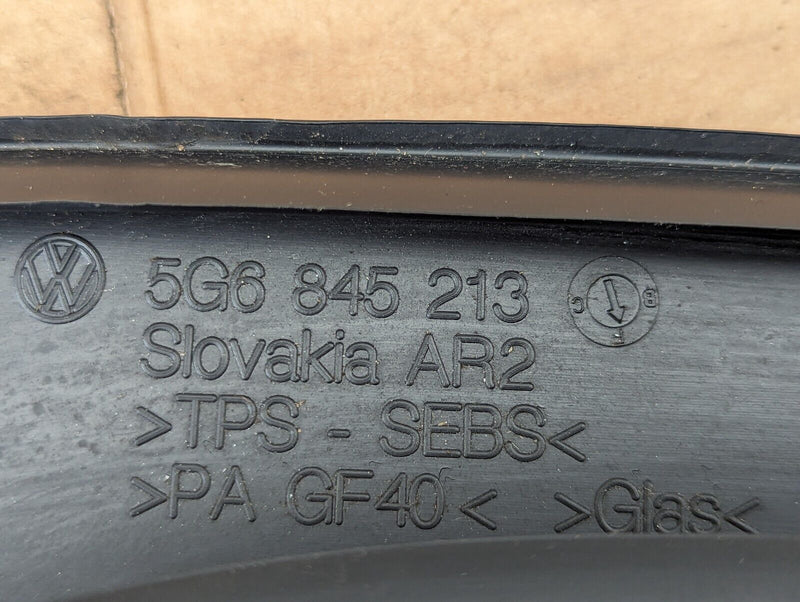 5G6 845 213
Slovakia AR2
>TPS - SEBS<
>PA GF40< >Glas<